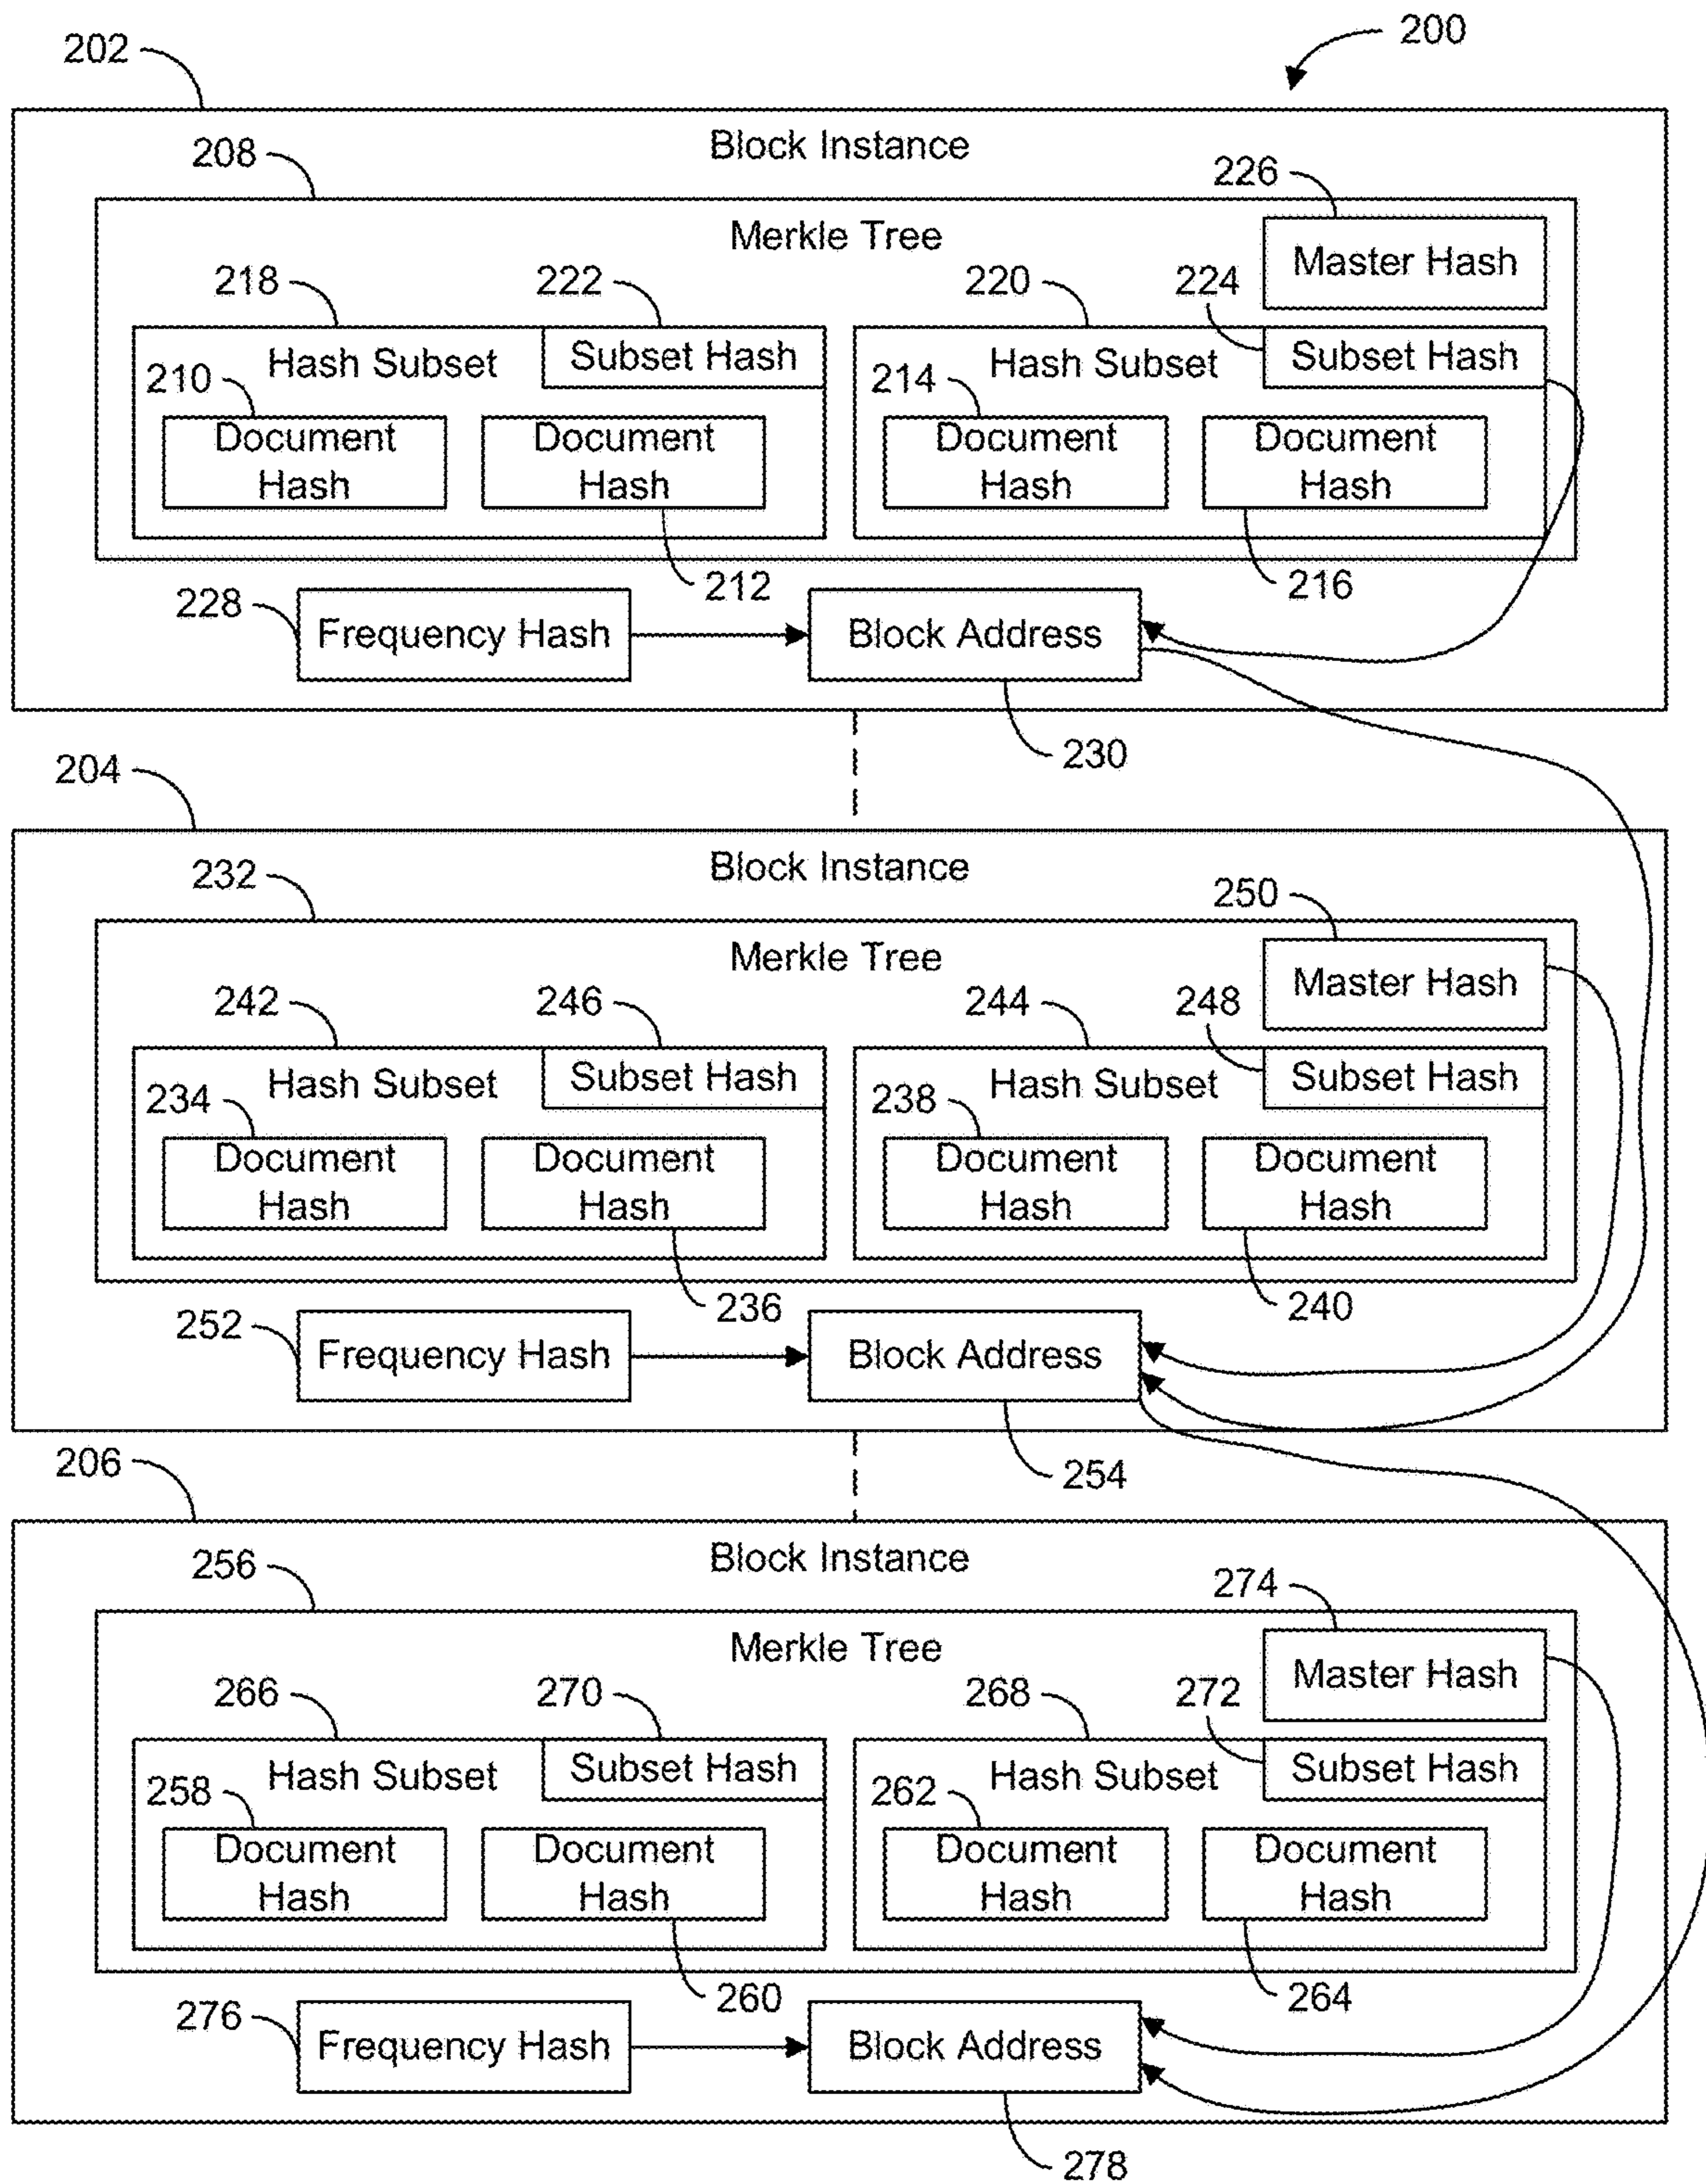 200
202
Block Instance
208
226
Merkle Tree
Master Hash
218
222
220
224
Hash Subset
Subset Hash
Hash Subset
Subset Hash
210
214
Document
Hash
Document
Hash
Document
Hash
Document
Hash
212
216
228
Frequency Hash
Block Address
230
204
Block Instance
232
250
Merkle Tree
Master Hash
242
246
244
248
Hash Subset
Subset Hash
Hash Subset
Subset Hash
234
238
Document
Hash
Document
Hash
Document
Hash
Document
Hash
236
240
252
Frequency Hash
Block Address
254
206
Block Instance
256
274
Merkle Tree
Master Hash
266
270
268
272
Hash Subset
Subset Hash
Hash Subset
Subset Hash
258
262
Document
Hash
Document
Hash
Document
Hash
Document
Hash
260
264
276
Frequency Hash
Block Address
278